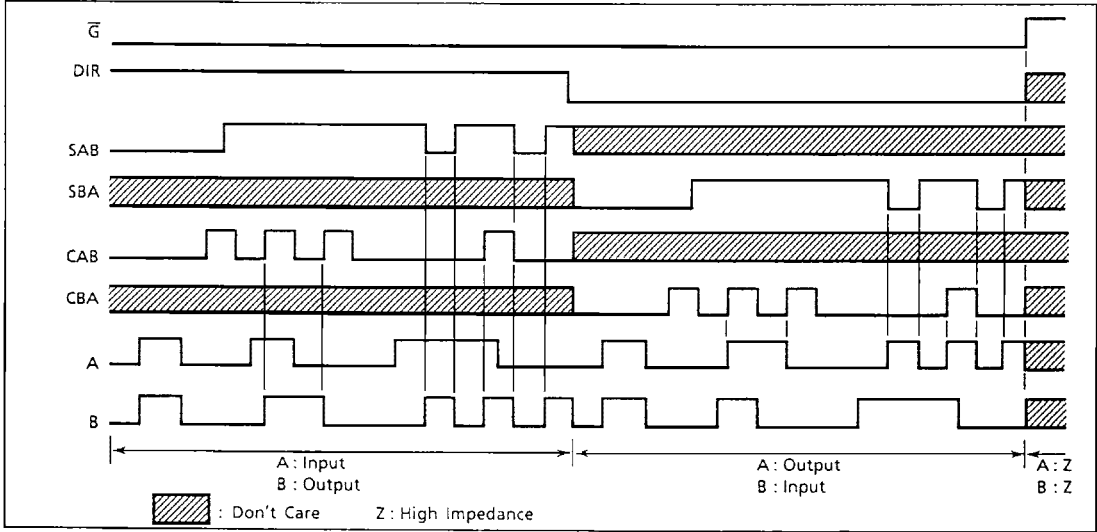 G̅
DIR
SAB
SBA
CAB
CBA
A
B
A : Input
B : Output
A : Output
B : Input
A : Z
B : Z
: Don't Care
Z : High Impedance